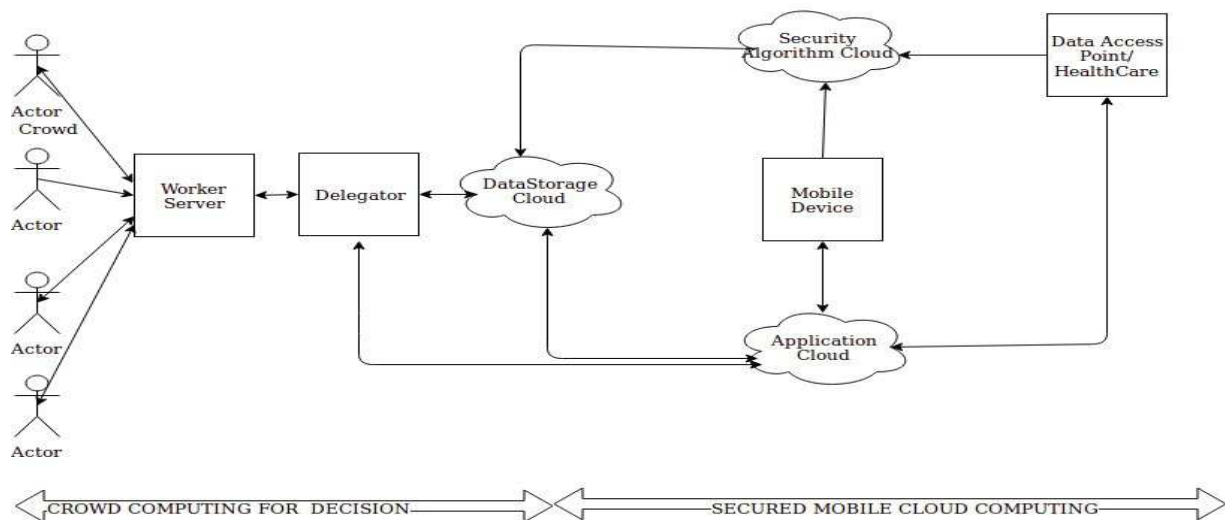 Actor
Crowd
Actor
Actor
Actor
Worker
Server
Delegator
DataStorage
Cloud
Security
Algorithm Cloud
Mobile
Device
Application
Cloud
Data Access
Point/
HealthCare
CROWD COMPUTING FOR DECISION
SECURED MOBILE CLOUD COMPUTING